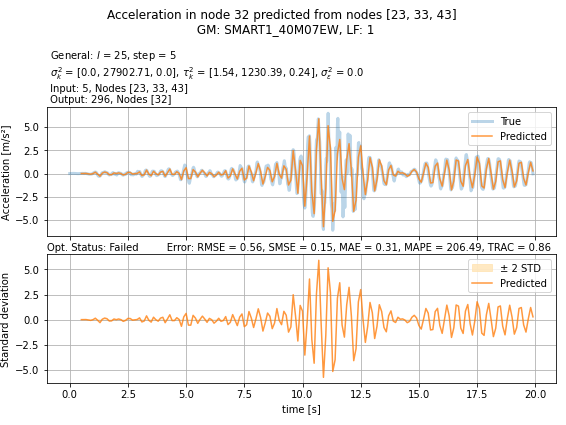 Acceleration in node 32 predicted from nodes [23, 33, 43]
GM: SMART1_40M07EW, LF: 1
General: l = 25, step = 5
σ²ₖ = [0.0, 27902.71, 0.0], τ²ₖ = [1.54, 1230.39, 0.24], σ²ε = 0.0
Input: 5, Nodes [23, 33, 43]
Output: 296, Nodes [32]
Acceleration [m/s²]
5.0
2.5
0.0
−2.5
−5.0
True
Predicted
Opt. Status: Failed Error: RMSE = 0.56, SMSE = 0.15, MAE = 0.31, MAPE = 206.49, TRAC = 0.86
Standard deviation
5.0
2.5
0.0
−2.5
−5.0
± 2 STD
Predicted
0.0 2.5 5.0 7.5 10.0 12.5 15.0 17.5 20.0
time [s]